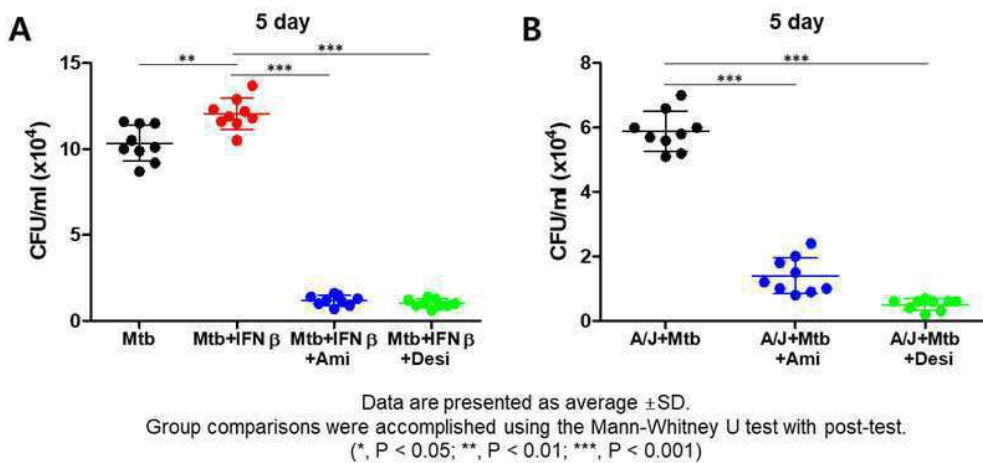 A
5 day
CFU/ml (x10⁴)
15
10
5
0
**
***
***
Mtb
Mtb+IFN β
Mtb+IFN β
+Ami
Mtb+IFN β
+Desi
B
5 day
CFU/ml (x10⁴)
8
6
4
2
0
***
***
A/J+Mtb
A/J+Mtb
+Ami
A/J+Mtb
+Desi
Data are presented as average ±SD.
Group comparisons were accomplished using the Mann-Whitney U test with post-test.
(*, P < 0.05; **, P < 0.01; ***, P < 0.001)